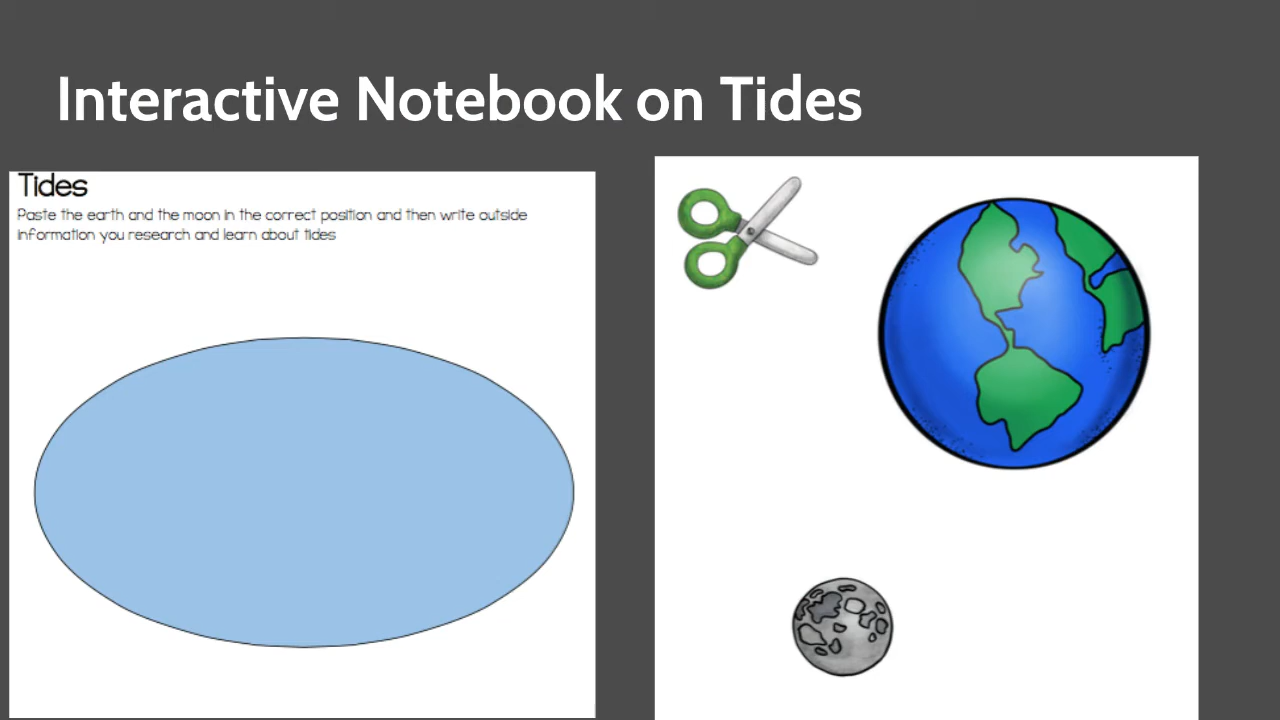 Interactive Notebook on Tides
Tides
Paste the earth and the moon in the correct position and then write outside
information you research and learn about tides